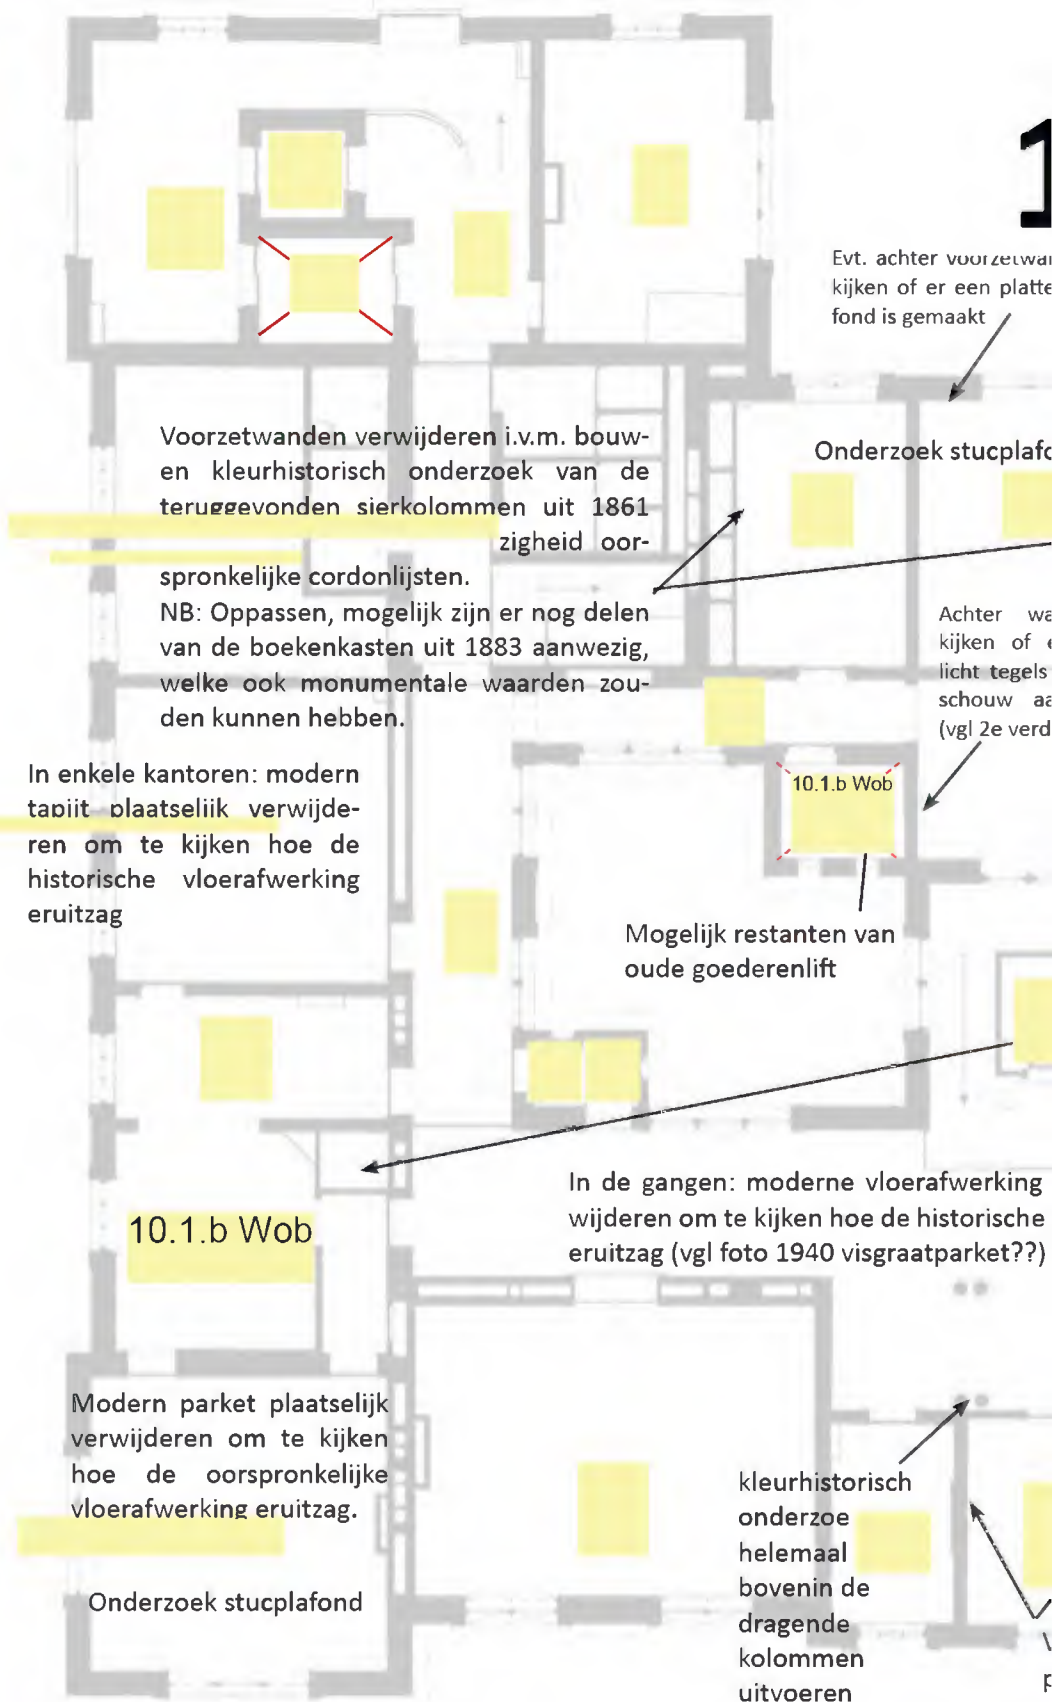 1
Evt. achter
kijken of er een
fond is gemaakt
Voorzetwanden verwijderen i.v.m. bouw-
en kleurhistorisch onderzoek van de
teruggevonden sierkolommen uit 1861
zigheid oor-
spronkelijke cordonlijsten.
NB: Oppassen, mogelijk zijn er nog delen
van de boekenkasten uit 1883 aanwezig,
welke ook monumentale waarden zou-
den kunnen hebben.
Onderzoek
Achter
kijken of
licht tegels
schouw
(vgl 2e
In enkele kantoren: modern
tapijt plaatselijk verwijde-
ren om te kijken hoe de
historische vloerafwerking
eruitzag
10.1.b Wob
Mogelijk restanten van
oude goederenlift
In de gangen: moderne vloerafwerking
wijderen om te kijken hoe de historische
eruitzag (vgl foto 1940 visgraatparket??)
10.1.b Wob
Modern parket plaatselijk
verwijderen om te kijken
hoe de oorspronkelijke
vloerafwerking eruitzag.
Onderzoek stucplafond
kleurhistorisch
onderzoe
helemaal
bovenin de
dragende
kolommen
uitvoeren